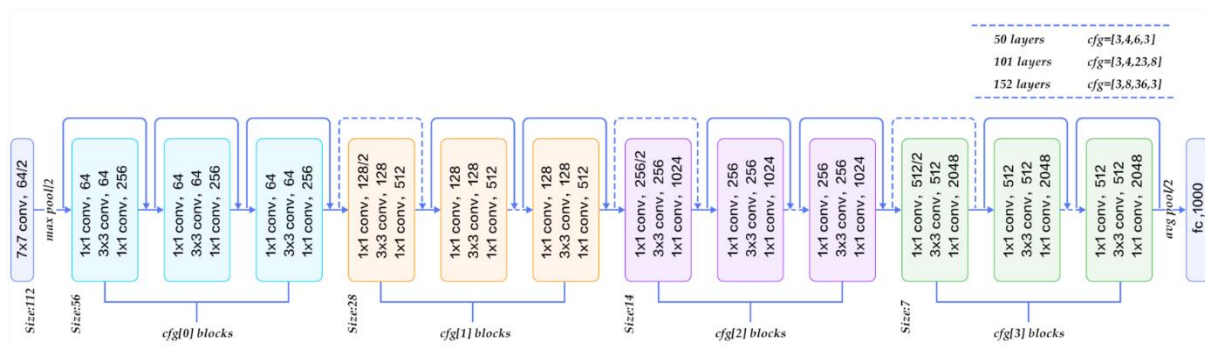 50 layers cfg=[3,4,6,3]
101 layers cfg=[3,4,23,8]
152 layers cfg=[3,8,36,3]
7×7 conv, 64/2
max pool/2
1x1 conv, 64
3x3 conv, 64
1x1 conv, 256
1x1 conv, 64
3x3 conv, 64
1x1 conv, 256
1x1 conv, 64
3x3 conv, 64
1x1 conv, 256
1x1 conv, 128/2
3x3 conv, 128
1x1 conv, 512
1x1 conv, 128
3x3 conv, 128
1x1 conv, 512
1x1 conv, 128
3x3 conv, 128
1x1 conv, 512
1x1 conv, 256/2
3x3 conv, 256
1x1 conv, 1024
1x1 conv, 256
3x3 conv, 256
1x1 conv, 1024
1x1 conv, 256
3x3 conv, 256
1x1 conv, 1024
1x1 conv, 512/2
3x3 conv, 512
1x1 conv, 2048
1x1 conv, 512
3x3 conv, 512
1x1 conv, 2048
1x1 conv, 512
3x3 conv, 512
1x1 conv, 2048
avg pool/2
fc ,1000
Size:112
Size:56
Size:28
Size:14
Size:7
cfg[0] blocks
cfg[1] blocks
cfg[2] blocks
cfg[3] blocks